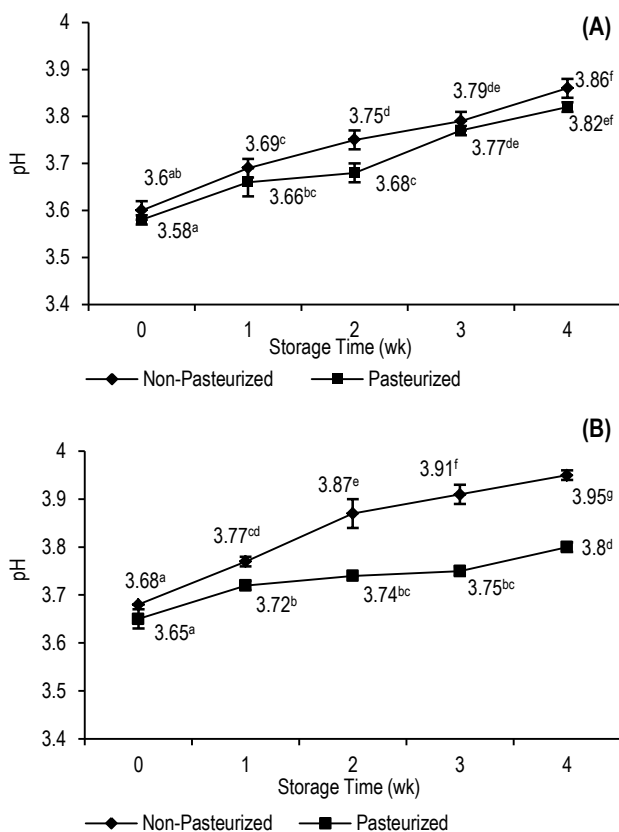 (A)
4
3.9
3.8
3.7
3.6
3.5
3.4
pH
3.6ab
3.69c
3.75d
3.79de
3.86f
3.58a
3.66bc
3.68c
3.77de
3.82ef
0 1 2 3 4
Storage Time (wk)
Non-Pasteurized Pasteurized
(B)
4
3.9
3.8
3.7
3.6
3.5
3.4
pH
3.68a
3.77cd
3.87e
3.91f
3.95g
3.65a
3.72b
3.74bc
3.75bc
3.8d
0 1 2 3 4
Storage Time (wk)
Non-Pasteurized Pasteurized